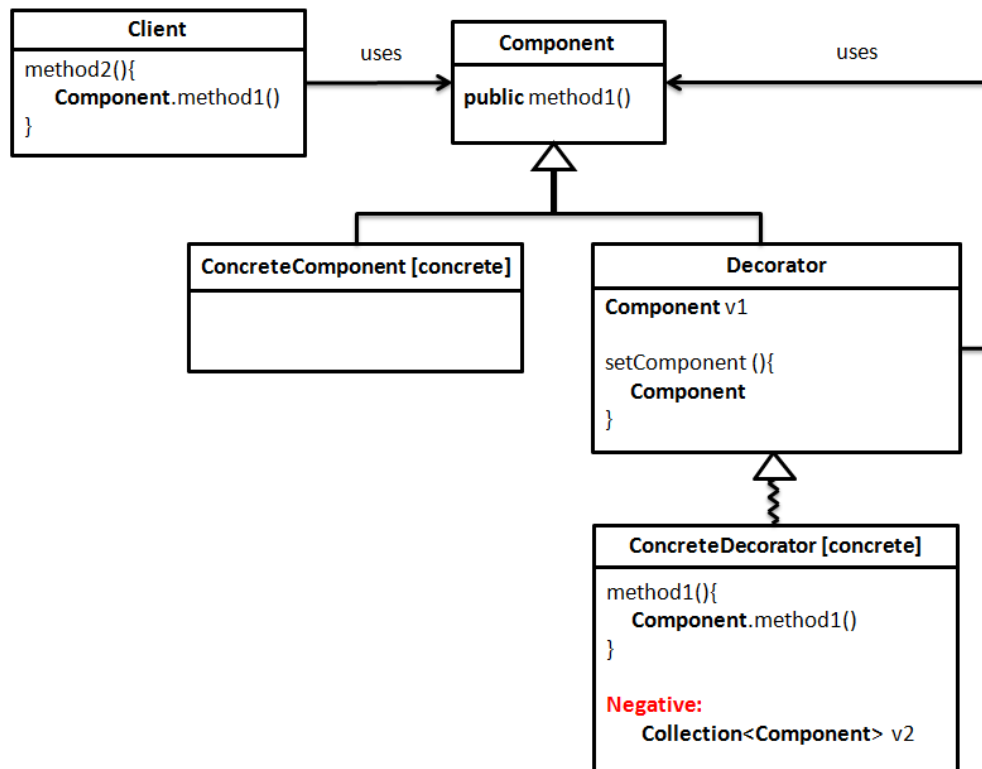 Client
method2(){
Component.method1()
}
uses
Component
public method1()
uses
ConcreteComponent [concrete]
Decorator
Component v1
setComponent (){
Component
}
ConcreteDecorator [concrete]
method1(){
Component.method1()
}
Negative:
Collection<Component> v2